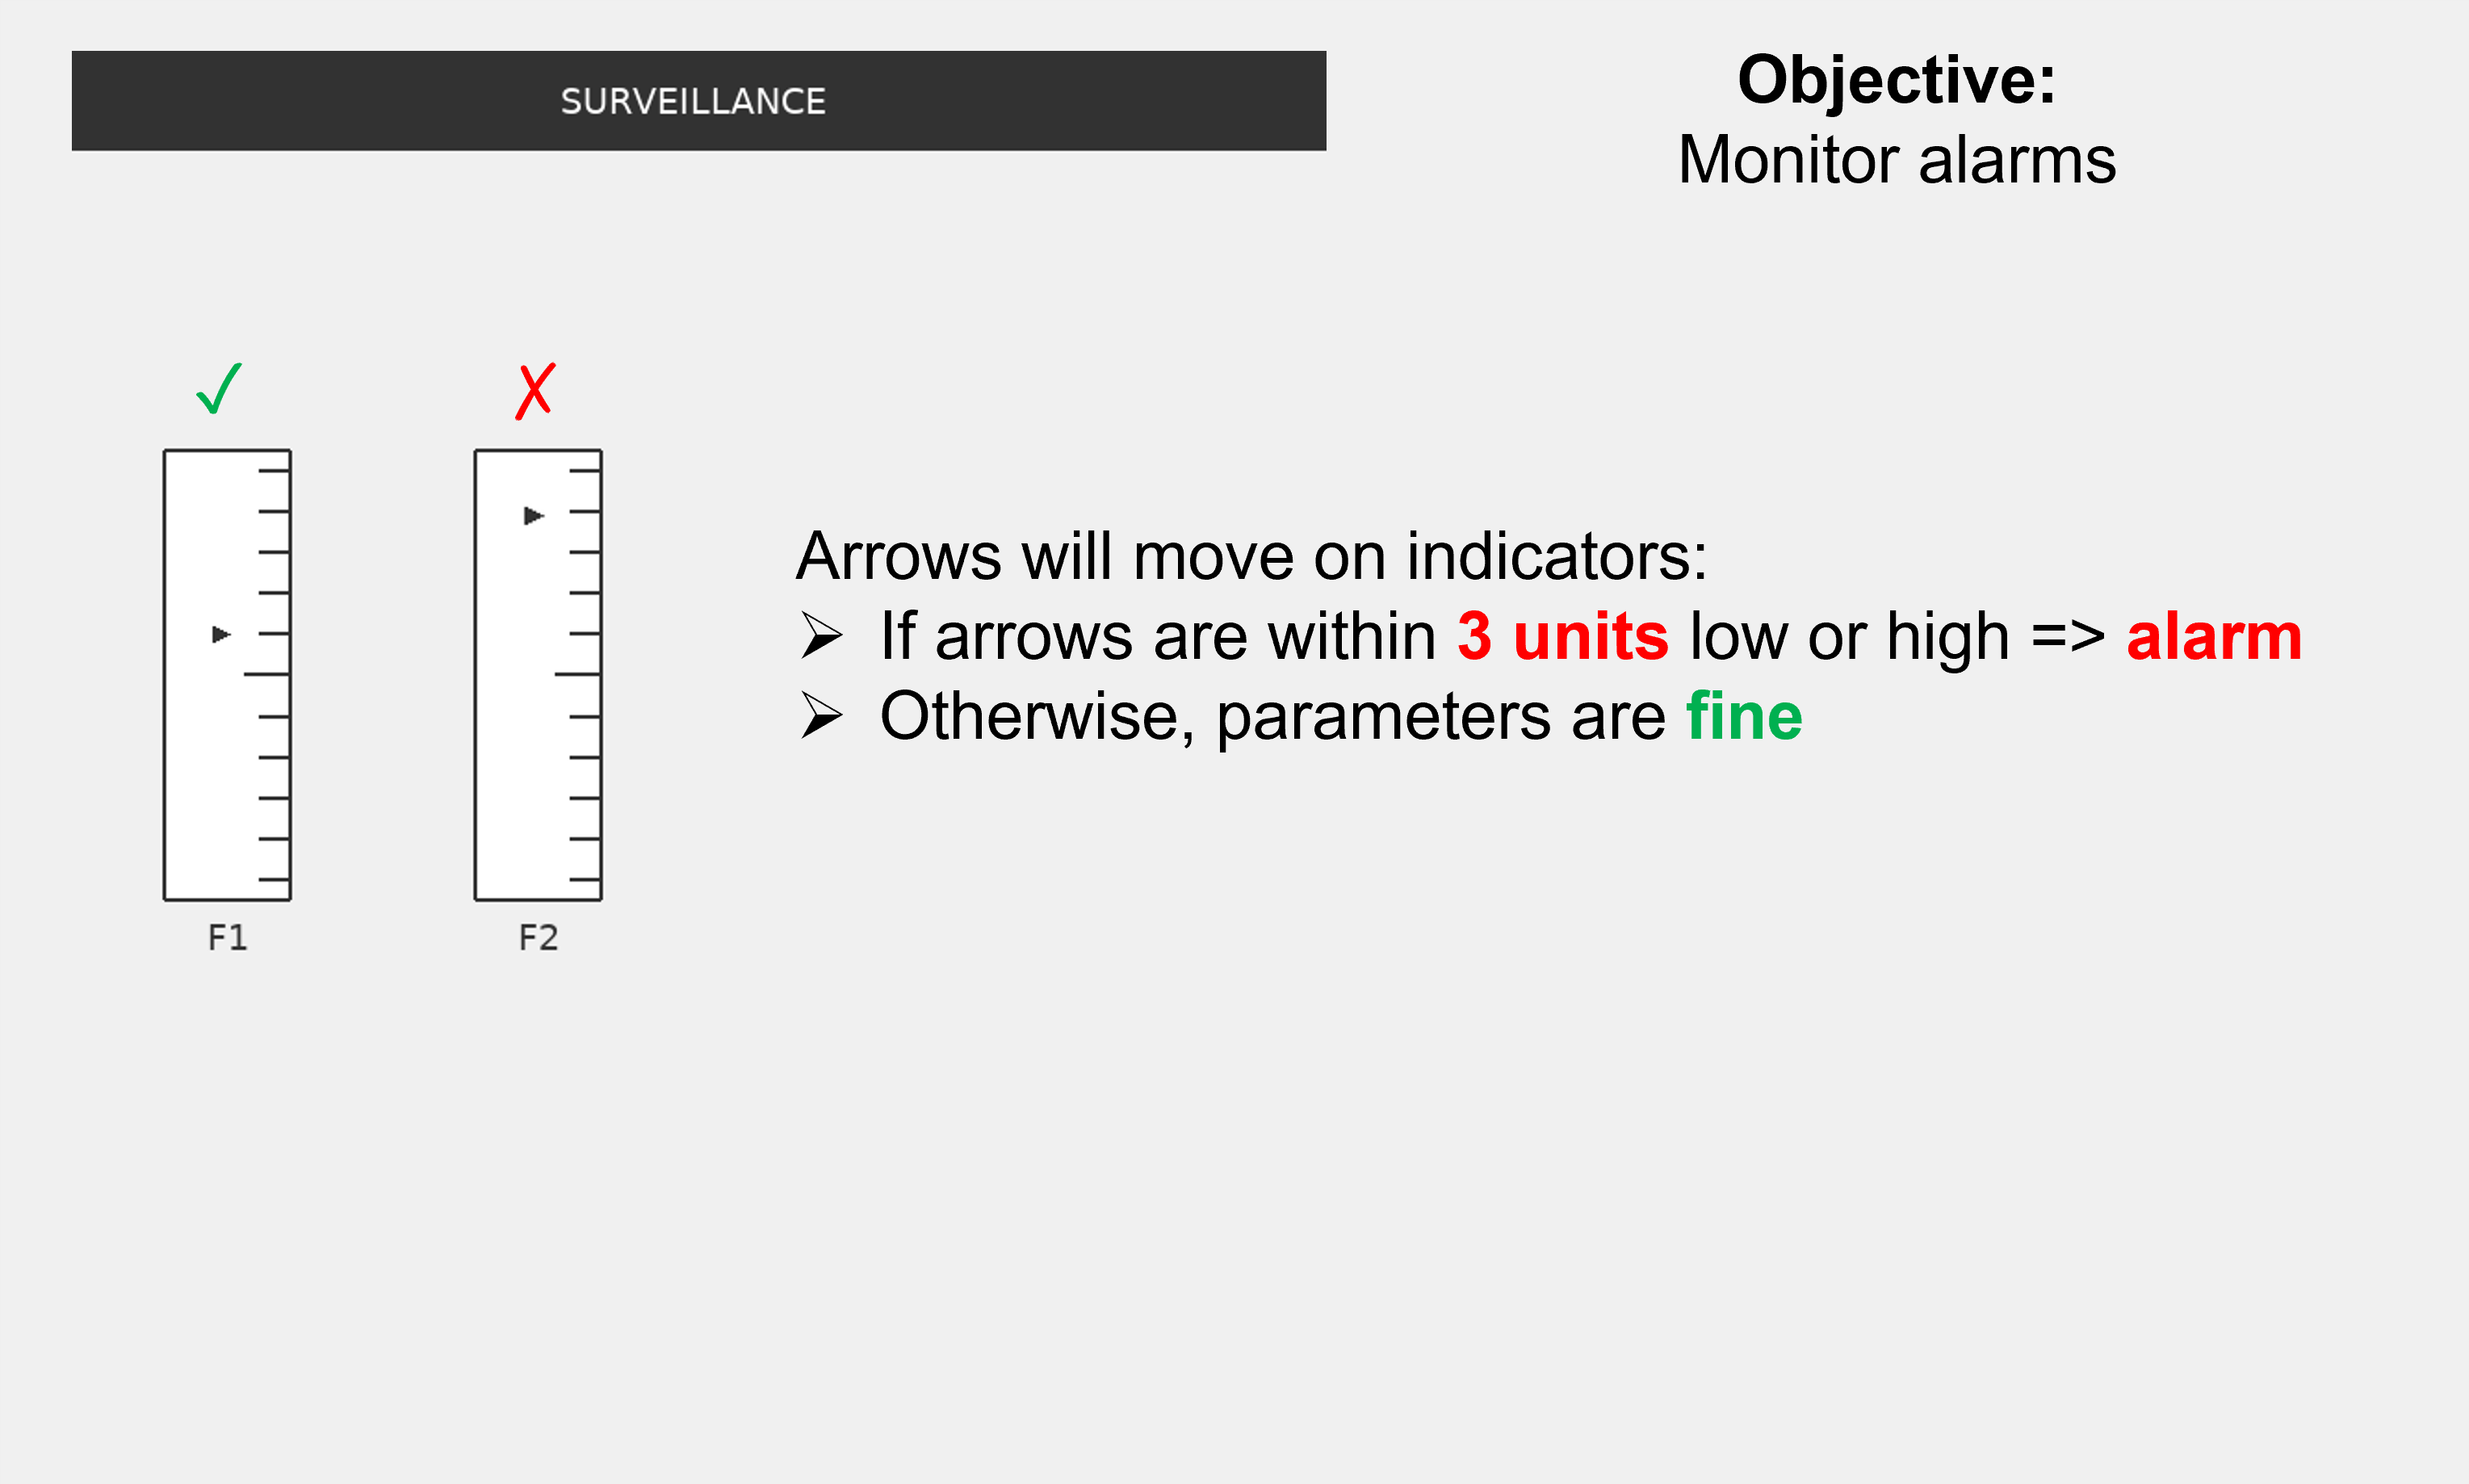 SURVEILLANCE
Objective:
Monitor alarms
Arrows will move on indicators:
➢ If arrows are within 3 units low or high => alarm
➢ Otherwise, parameters are fine
F1
F2